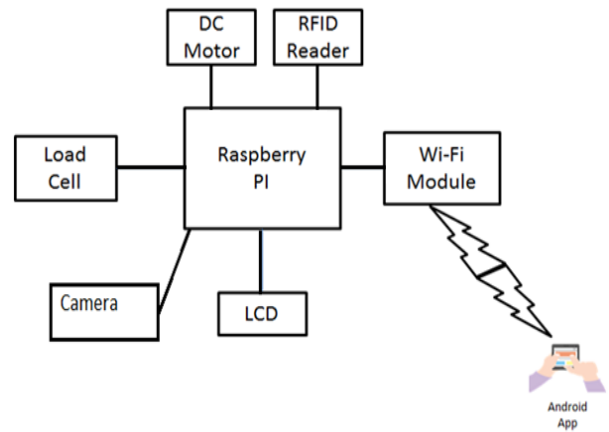 DC
Motor
RFID
Reader
Load
Cell
Raspberry
PI
Wi-Fi
Module
Camera
LCD
Android
App